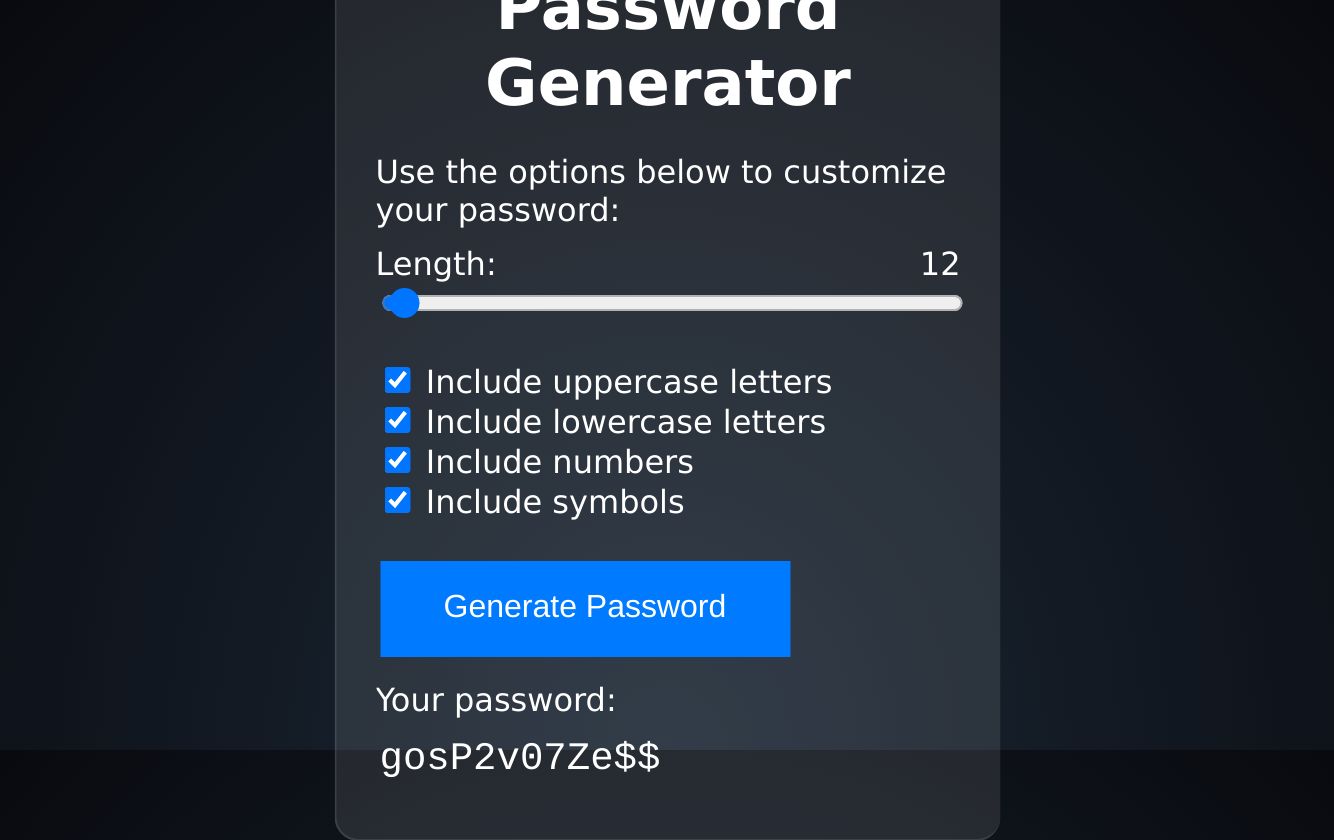 Password
Generator
Use the options below to customize
your password:
Length: 12
Include uppercase letters
Include lowercase letters
Include numbers
Include symbols
Generate Password
Your password:
gosP2v07Ze$$